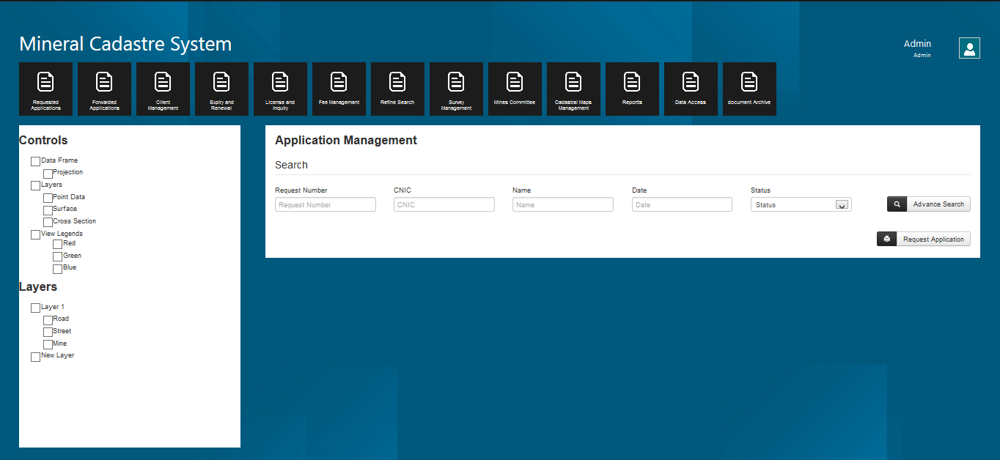 Mineral Cadastre System
Admin
Admin
Requested
Applications
Forwarded
Applications
Client
Management
Expiry and
Renewal
License and
Inquiry
Fee Management
Refine Search
Survey
Management
Mines Committee
Cadastral Maps
Management
Reports
Data Access
document Archive
Controls
Data Frame
Projection
Layers
Point Data
Surface
Cross Section
View Legends
Red
Green
Blue
Layers
Layer 1
Road
Street
Mine
New Layer
Application Management
Search
Request Number CNIC Name Date Status
Request Number CNIC Name Date Status Advance Search
Request Application